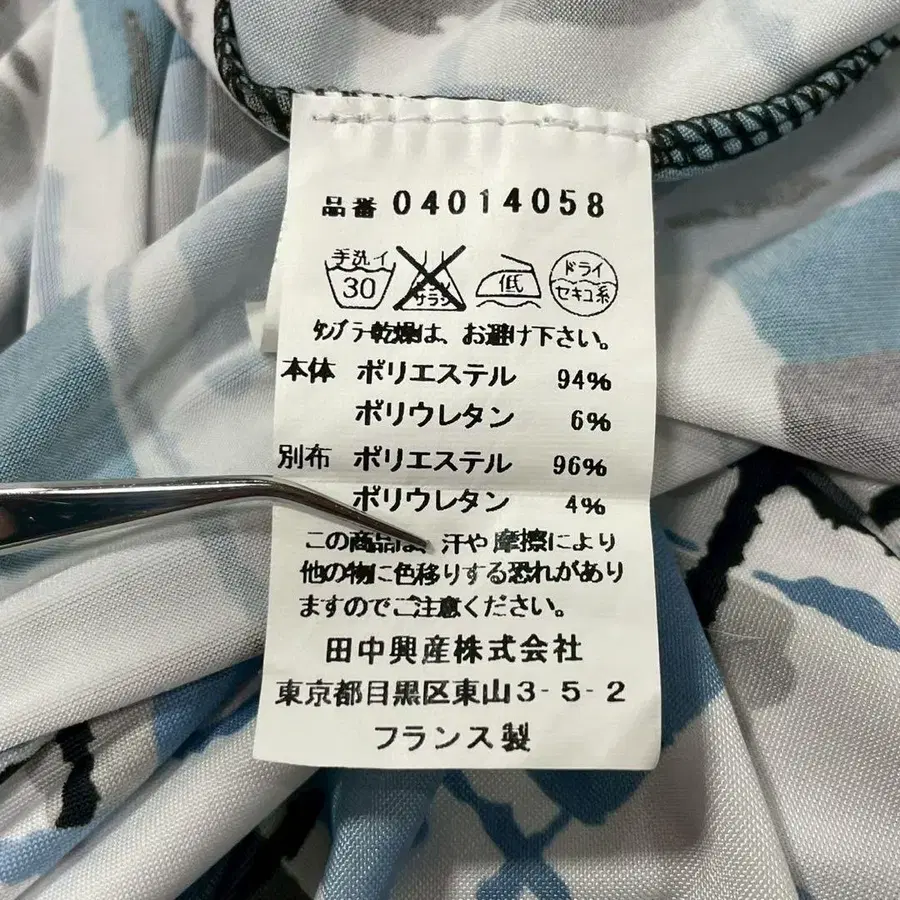 品番 04014058
手洗イ 30 サラシ 低 ドライ セキユ系
タンブラー乾燥は、お避け下さい。
本体 ポリエステル 94%
ポリウレタン 6%
別布 ポリエステル 96%
ポリウレタン 4%
この商品は、汗や摩擦により
他の物に色移りする恐れがあり
ますのでご注意ください。
田中興産株式会社
東京都目黒区東山3-5-2
フランス製